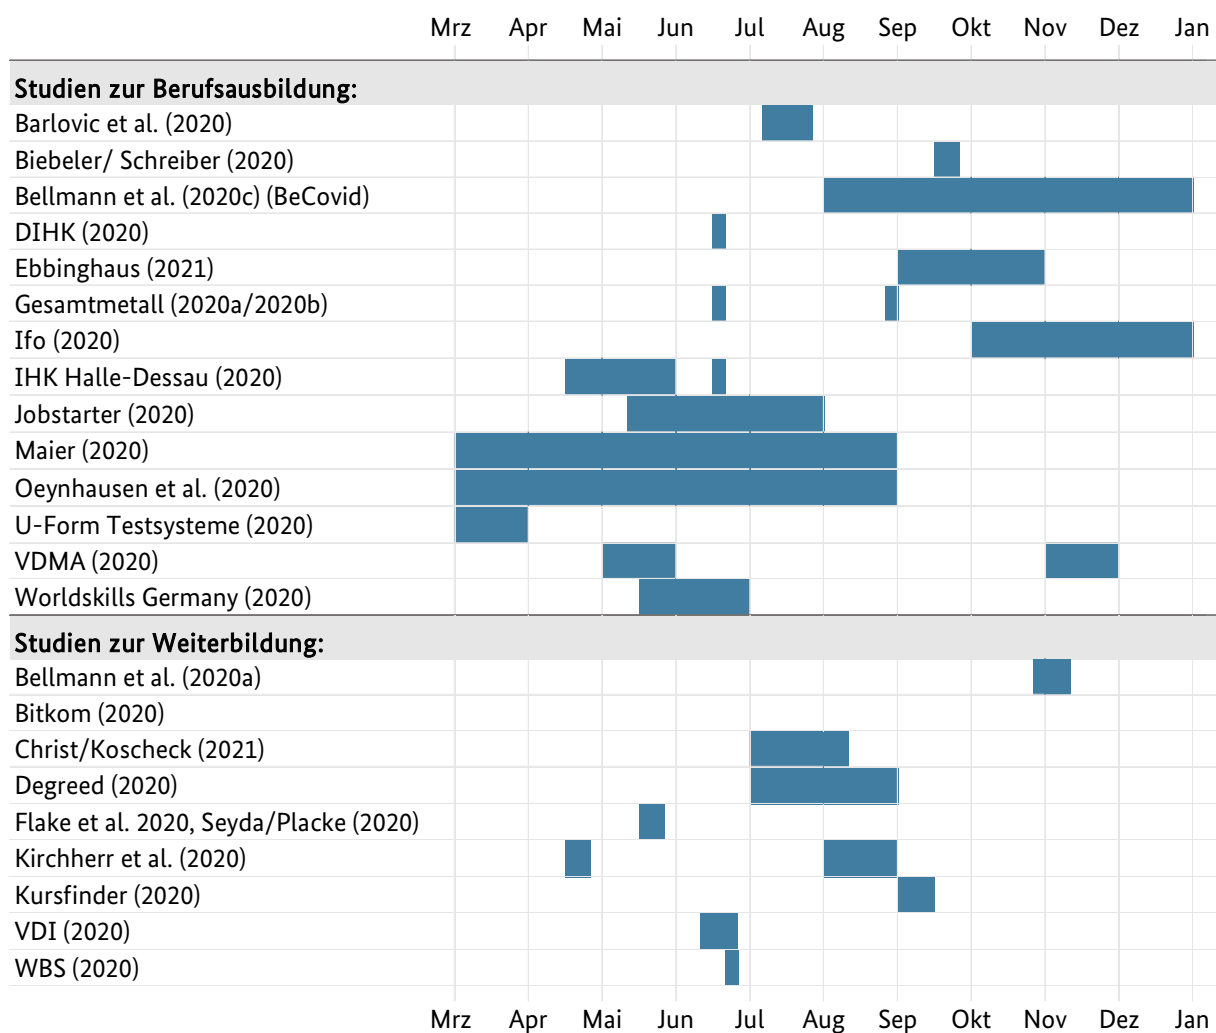 Mrz Apr Mai Jun Jul Aug Sep Okt Nov Dez Jan
Studien zur Berufsausbildung:
Barlovic et al. (2020)
Biebeler/ Schreiber (2020)
Bellmann et al. (2020c) (BeCovid)
DIHK (2020)
Ebbinghaus (2021)
Gesamtmetall (2020a/2020b)
Ifo (2020)
IHK Halle-Dessau (2020)
Jobstarter (2020)
Maier (2020)
Oeynhausen et al. (2020)
U-Form Testsysteme (2020)
VDMA (2020)
Worldskills Germany (2020)
Studien zur Weiterbildung:
Bellmann et al. (2020a)
Bitkom (2020)
Christ/Koscheck (2021)
Degreed (2020)
Flake et al. 2020, Seyda/Placke (2020)
Kirchherr et al. (2020)
Kursfinder (2020)
VDI (2020)
WBS (2020)
Mrz Apr Mai Jun Jul Aug Sep Okt Nov Dez Jan